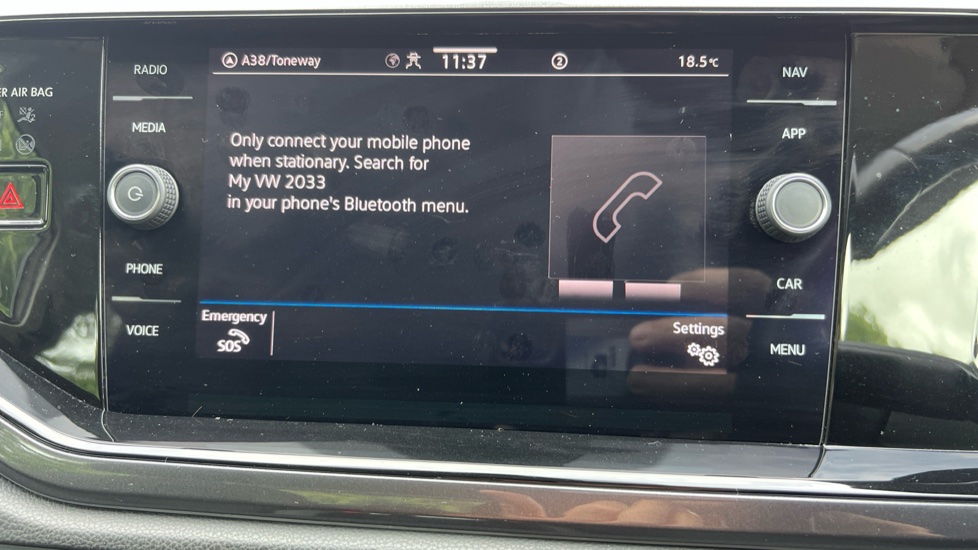 A38/Toneway 11:37 2 18.5°C
RADIO
MEDIA
PHONE
VOICE
R AIR BAG
Only connect your mobile phone
when stationary. Search for
My VW 2033
in your phone's Bluetooth menu.
Emergency
SOS
Settings
NAV
APP
CAR
MENU